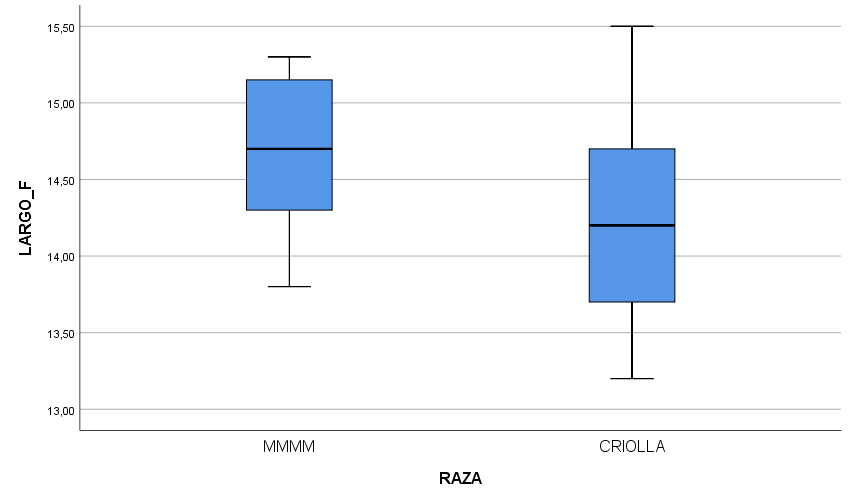 15,50
15,00
14,50
14,00
13,50
13,00
LARGO_F
MMMM
CRIOLLA
RAZA